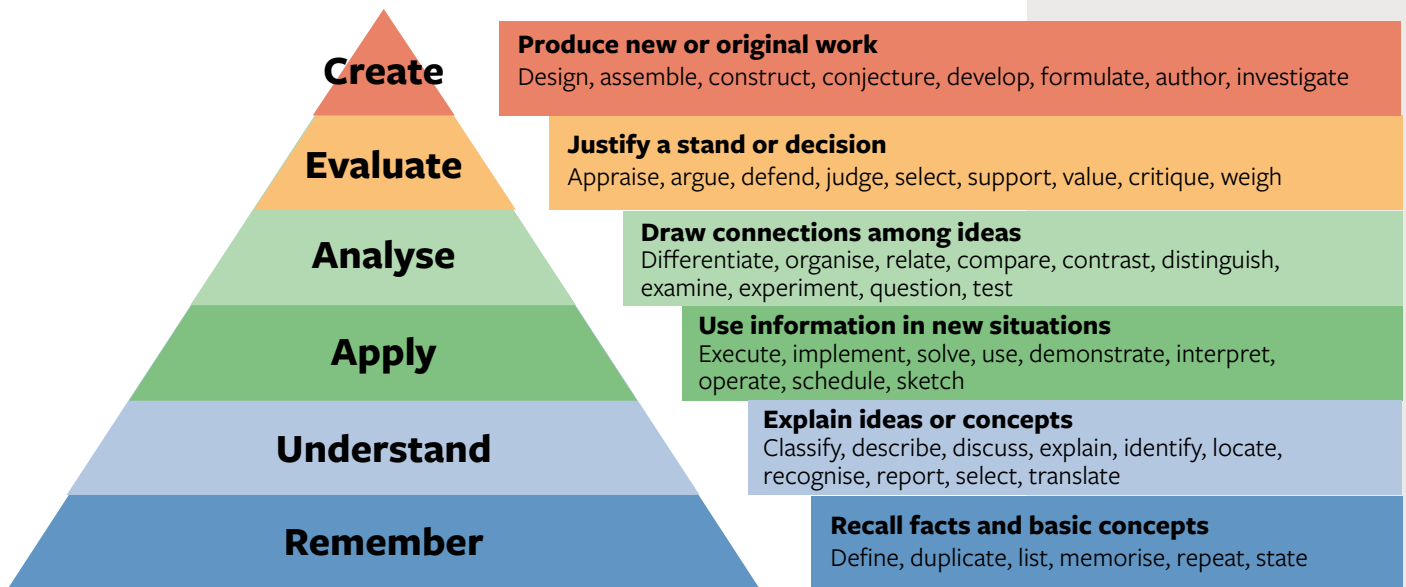 Create
Produce new or original work
Design, assemble, construct, conjecture, develop, formulate, author, investigate
Evaluate
Justify a stand or decision
Appraise, argue, defend, judge, select, support, value, critique, weigh
Analyse
Draw connections among ideas
Differentiate, organise, relate, compare, contrast, distinguish,
examine, experiment, question, test
Apply
Use information in new situations
Execute, implement, solve, use, demonstrate, interpret,
operate, schedule, sketch
Understand
Explain ideas or concepts
Classify, describe, discuss, explain, identify, locate,
recognise, report, select, translate
Remember
Recall facts and basic concepts
Define, duplicate, list, memorise, repeat, state